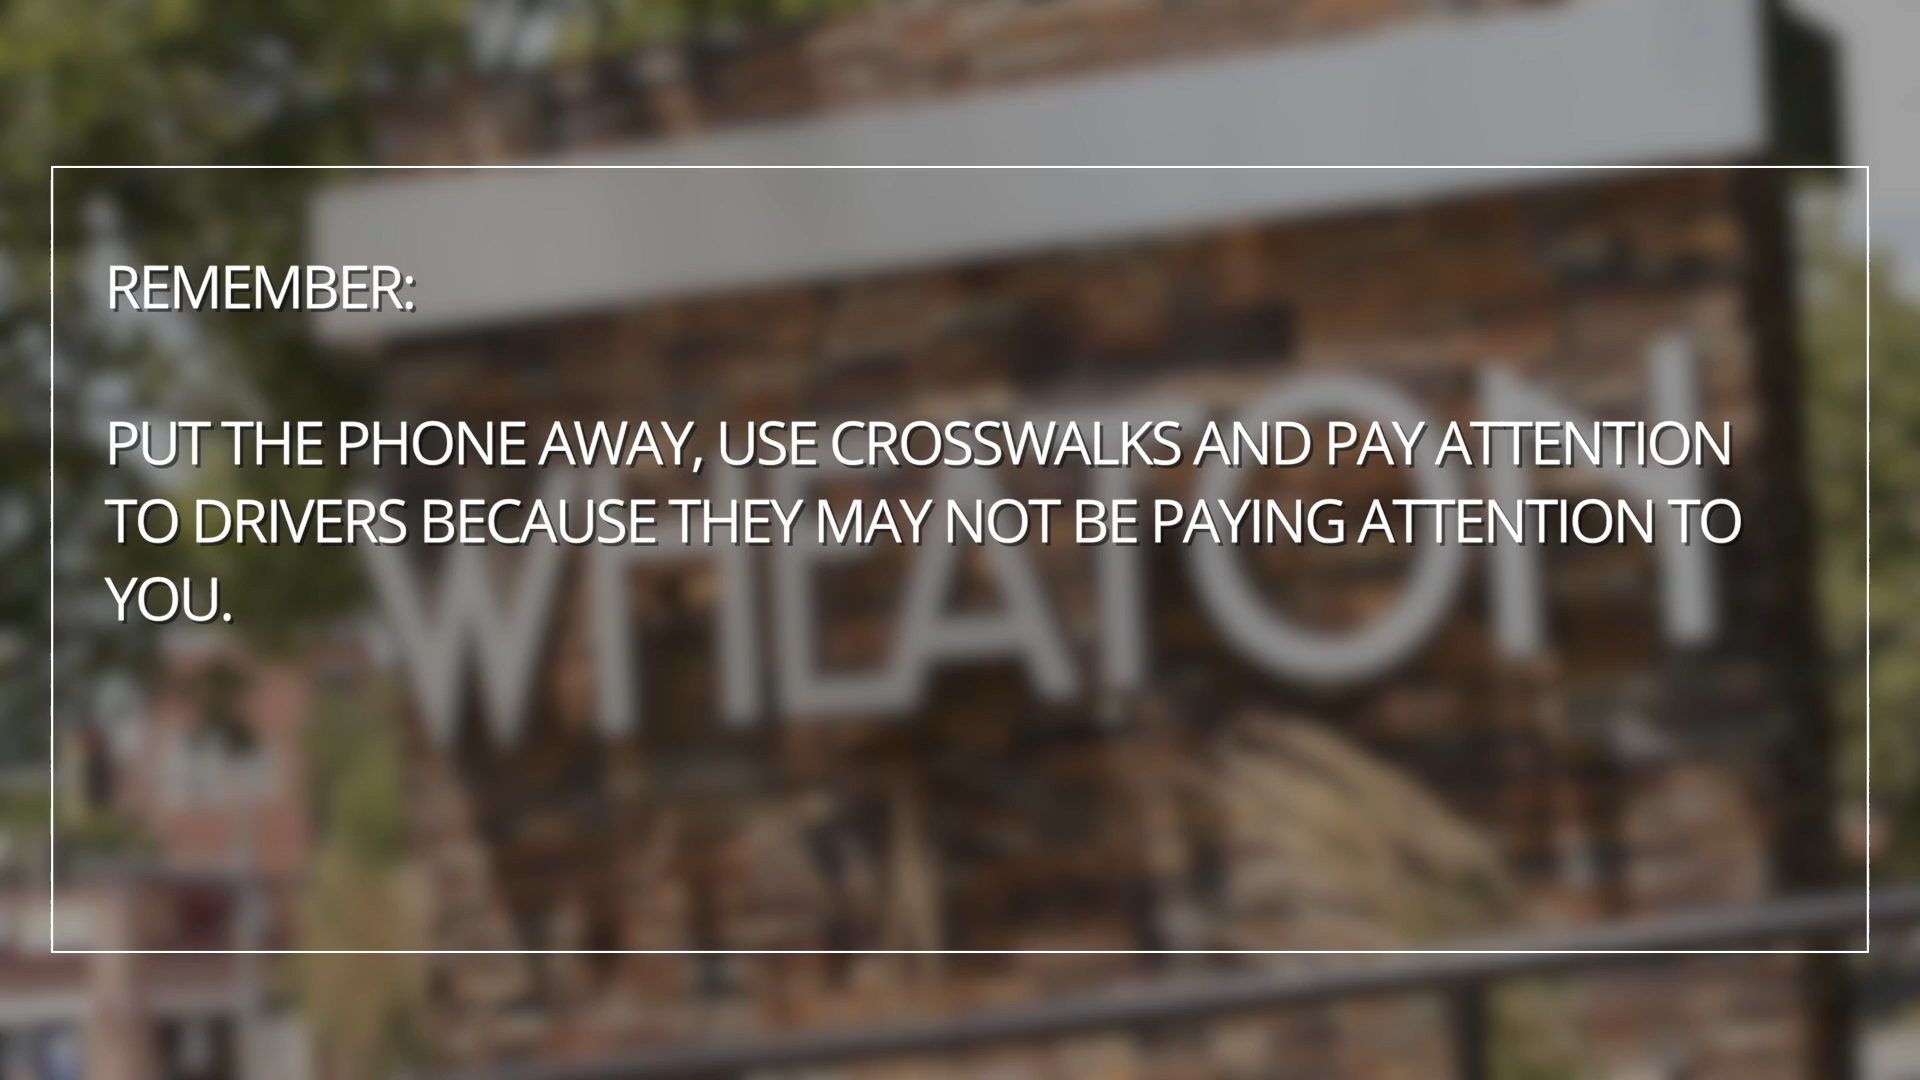 REMEMBER:
PUT THE PHONE AWAY, USE CROSSWALKS AND PAY ATTENTION
TO DRIVERS BECAUSE THEY MAY NOT BE PAYING ATTENTION TO
YOU.
WHEATON